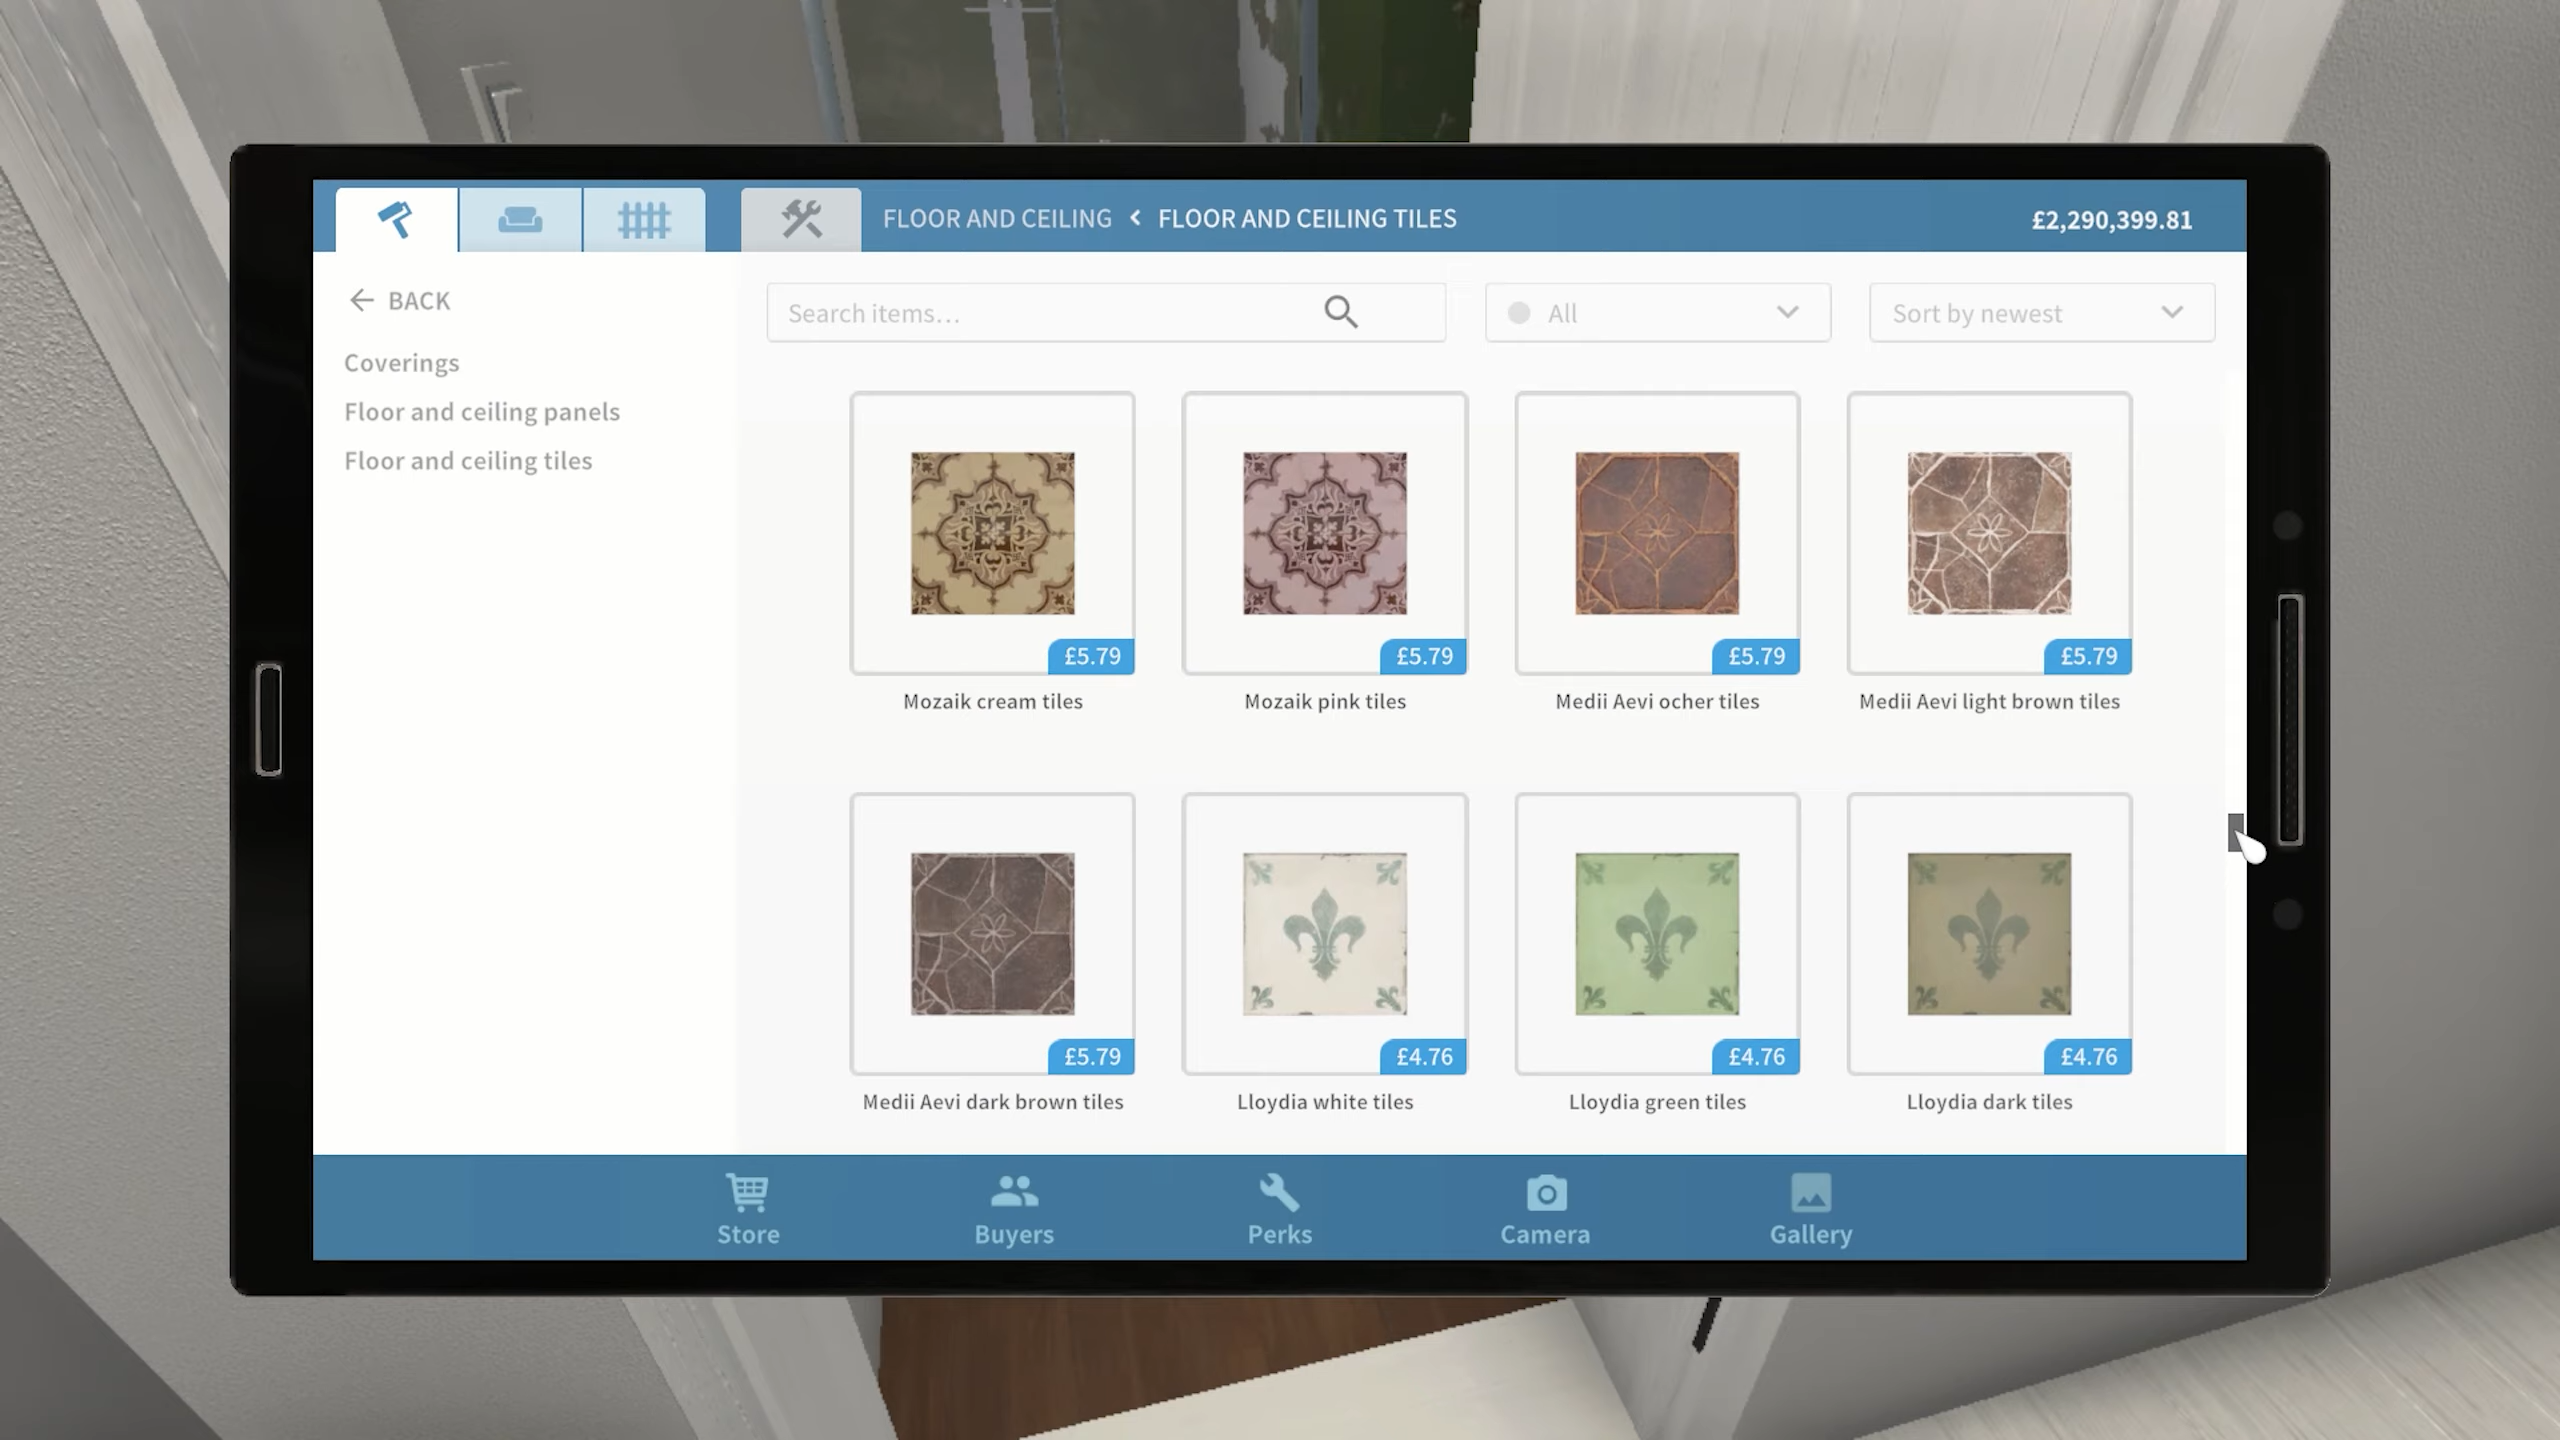 FLOOR AND CEILING < FLOOR AND CEILING TILES
£2,290,399.81
BACK
Coverings
Floor and ceiling panels
Floor and ceiling tiles
Search items...
All
Sort by newest
£5.79
£5.79
£5.79
£5.79
Mozaik cream tiles
Mozaik pink tiles
Medii Aevi ocher tiles
Medii Aevi light brown tiles
£5.79
£4.76
£4.76
£4.76
Medii Aevi dark brown tiles
Lloydia white tiles
Lloydia green tiles
Lloydia dark tiles
Store
Buyers
Perks
Camera
Gallery